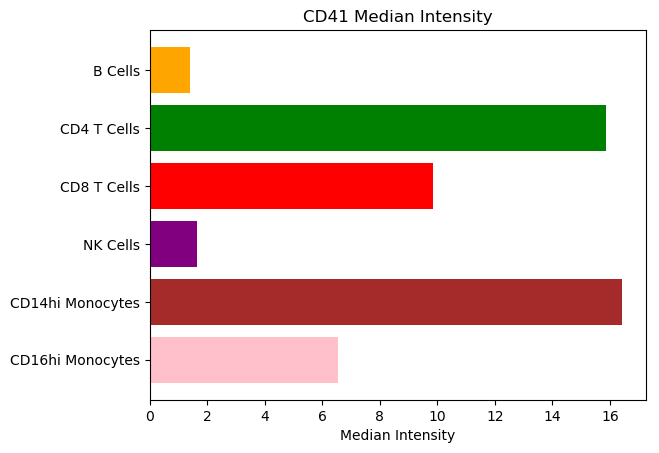 CD41 Median Intensity
B Cells
CD4 T Cells
CD8 T Cells
NK Cells
CD14hi Monocytes
CD16hi Monocytes
0 2 4 6 8 10 12 14 16
Median Intensity